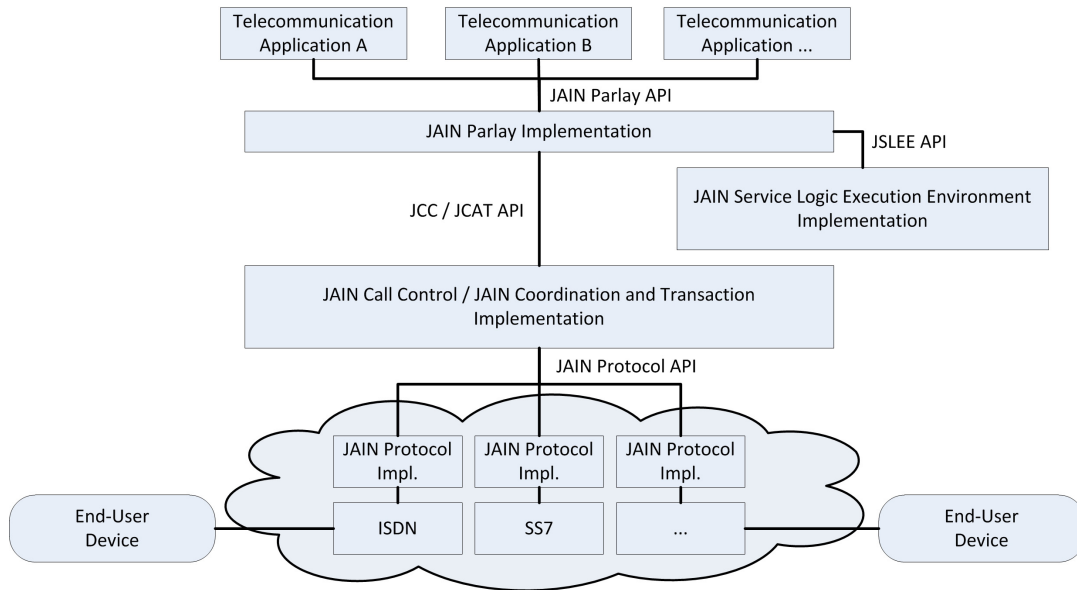 Telecommunication
Application A
Telecommunication
Application B
Telecommunication
Application ...
JAIN Parlay API
JAIN Parlay Implementation
JSLEE API
JAIN Service Logic Execution Environment
Implementation
JCC / JCAT API
JAIN Call Control / JAIN Coordination and Transaction
Implementation
JAIN Protocol API
JAIN Protocol
Impl.
JAIN Protocol
Impl.
JAIN Protocol
Impl.
End-User
Device
ISDN
SS7
...
End-User
Device